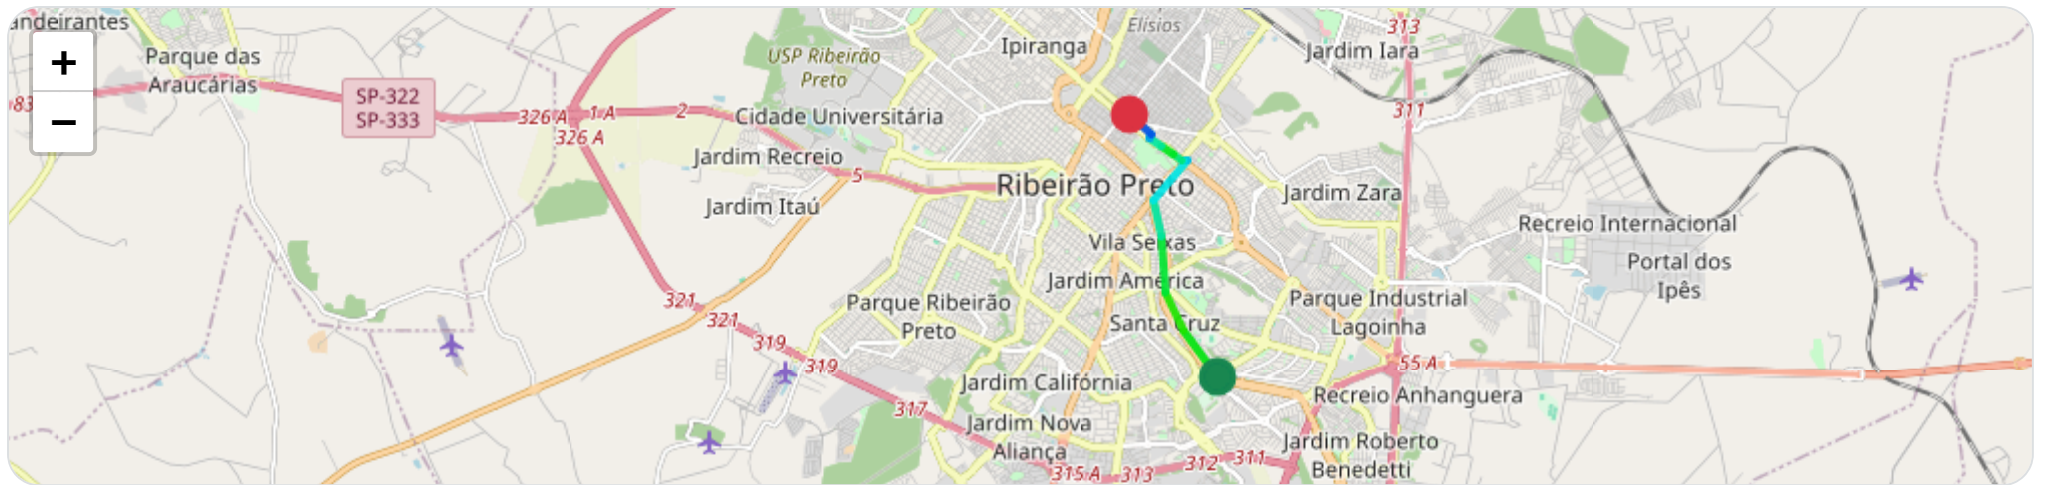 andeirantes
Parque das
Araucárias
+
−
83
SP-322
SP-333
326 A
1 A
2
326 A
USP Ribeirão
Preto
Cidade Universitária
Jardim Recreio
5
Jardim Itaú
Ipiranga
Elísios
Jardim Iara
313
311
Ribeirão Preto
Jardim Zara
Recreio Internacional
Portal dos
Ipês
Vila Seixas
Jardim América
Parque Ribeirão
Preto
Santa Cruz
Parque Industrial
Lagoinha
321
321
319
319
317
Jardim Califórnia
Jardim Nova
Aliança
55 A
Recreio Anhanguera
Jardim Roberto
Benedetti
315 A
313
312
311